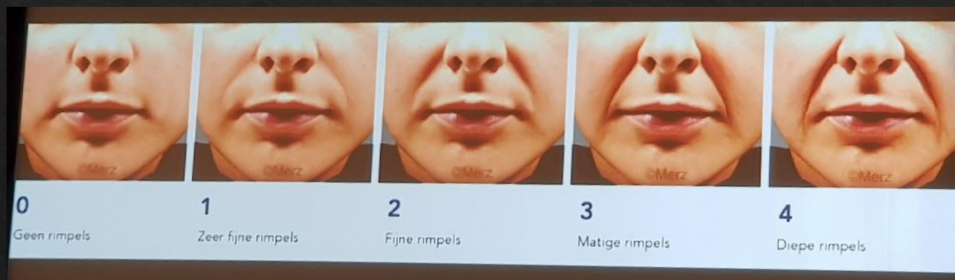 ©Merz
©Merz
©Merz
©Merz
©Merz
0
Geen rimpels
1
Zeer fijne rimpels
2
Fijne rimpels
3
Matige rimpels
4
Diepe rimpels